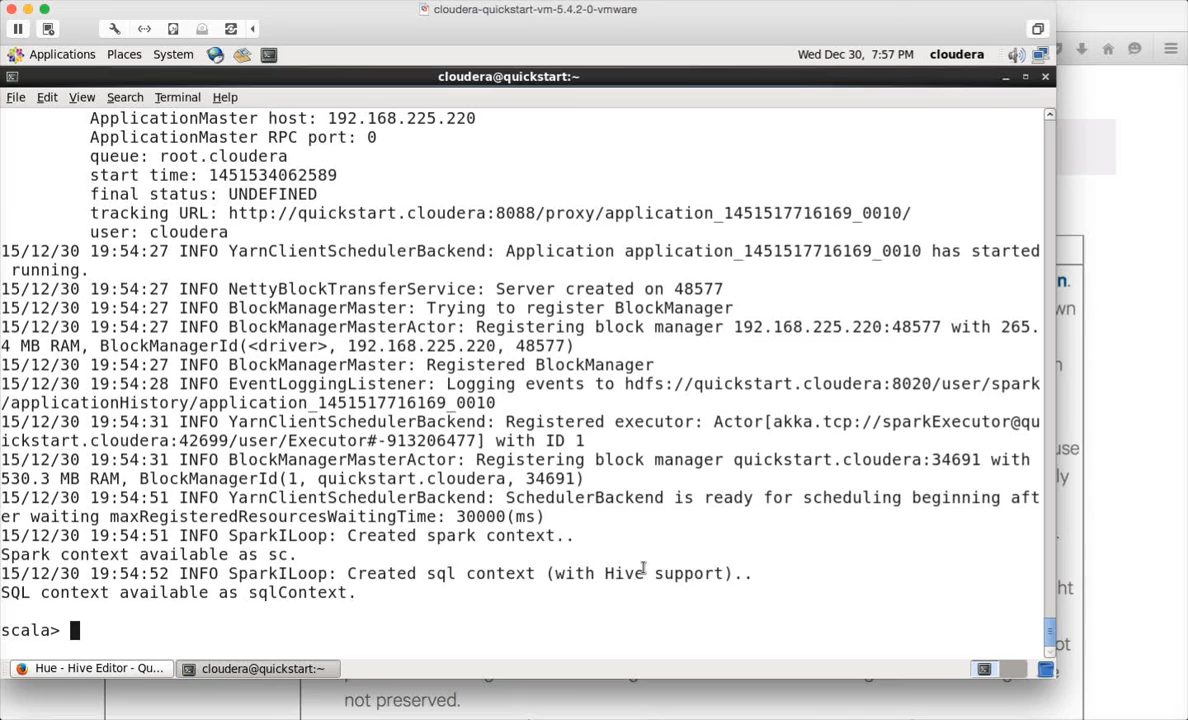 cloudera-quickstart-vm-5.4.2-0-vmware
Applications Places System Wed Dec 30, 7:57 PM cloudera
cloudera@quickstart:~
File Edit View Search Terminal Help
ApplicationMaster host: 192.168.225.220
ApplicationMaster RPC port: 0
queue: root.cloudera
start time: 1451534062589
final status: UNDEFINED
tracking URL: http://quickstart.cloudera:8088/proxy/application_1451517716169_0010/
user: cloudera
15/12/30 19:54:27 INFO YarnClientSchedulerBackend: Application application_1451517716169_0010 has started
running.
15/12/30 19:54:27 INFO NettyBlockTransferService: Server created on 48577
15/12/30 19:54:27 INFO BlockManagerMaster: Trying to register BlockManager
15/12/30 19:54:27 INFO BlockManagerMasterActor: Registering block manager 192.168.225.220:48577 with 265.
4 MB RAM, BlockManagerId(<driver>, 192.168.225.220, 48577)
15/12/30 19:54:27 INFO BlockManagerMaster: Registered BlockManager
15/12/30 19:54:28 INFO EventLoggingListener: Logging events to hdfs://quickstart.cloudera:8020/user/spark
/applicationHistory/application_1451517716169_0010
15/12/30 19:54:31 INFO YarnClientSchedulerBackend: Registered executor: Actor[akka.tcp://sparkExecutor@qu
ickstart.cloudera:42699/user/Executor#-913206477] with ID 1
15/12/30 19:54:31 INFO BlockManagerMasterActor: Registering block manager quickstart.cloudera:34691 with
530.3 MB RAM, BlockManagerId(1, quickstart.cloudera, 34691)
15/12/30 19:54:51 INFO YarnClientSchedulerBackend: SchedulerBackend is ready for scheduling beginning aft
er waiting maxRegisteredResourcesWaitingTime: 30000(ms)
15/12/30 19:54:51 INFO SparkILoop: Created spark context..
Spark context available as sc.
15/12/30 19:54:52 INFO SparkILoop: Created sql context (with Hive support)..
SQL context available as sqlContext.
scala>
Hue - Hive Editor - Qu... cloudera@quickstart:~
not preserved.